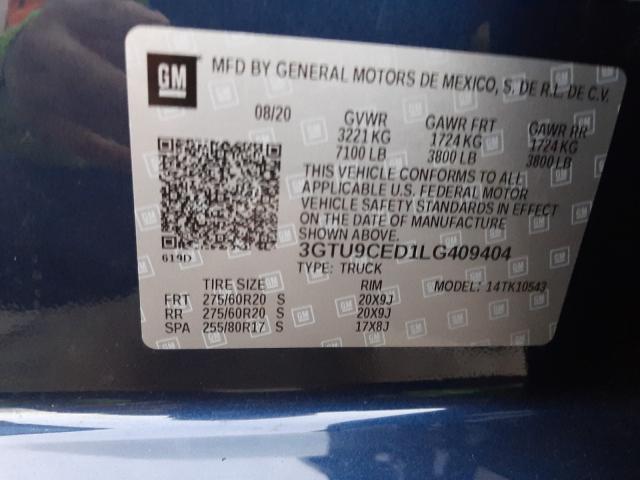 GM MFD BY GENERAL MOTORS DE MEXICO, S. DE R.L. DE C.V.
08/20 GVWR GAWR FRT GAWR RR
3221 KG 1724 KG 1724 KG
7100 LB 3800 LB 3800 LB
THIS VEHICLE CONFORMS TO ALL
APPLICABLE U.S. FEDERAL MOTOR
VEHICLE SAFETY STANDARDS IN EFFECT
ON THE DATE OF MANUFACTURE
SHOWN ABOVE.
619D 3GTU9CED1LG409404
TYPE: TRUCK
TIRE SIZE RIM MODEL: 14TK10543
FRT 275/60R20 S 20X9J
RR 275/60R20 S 20X9J
SPA 255/80R17 S 17X8J